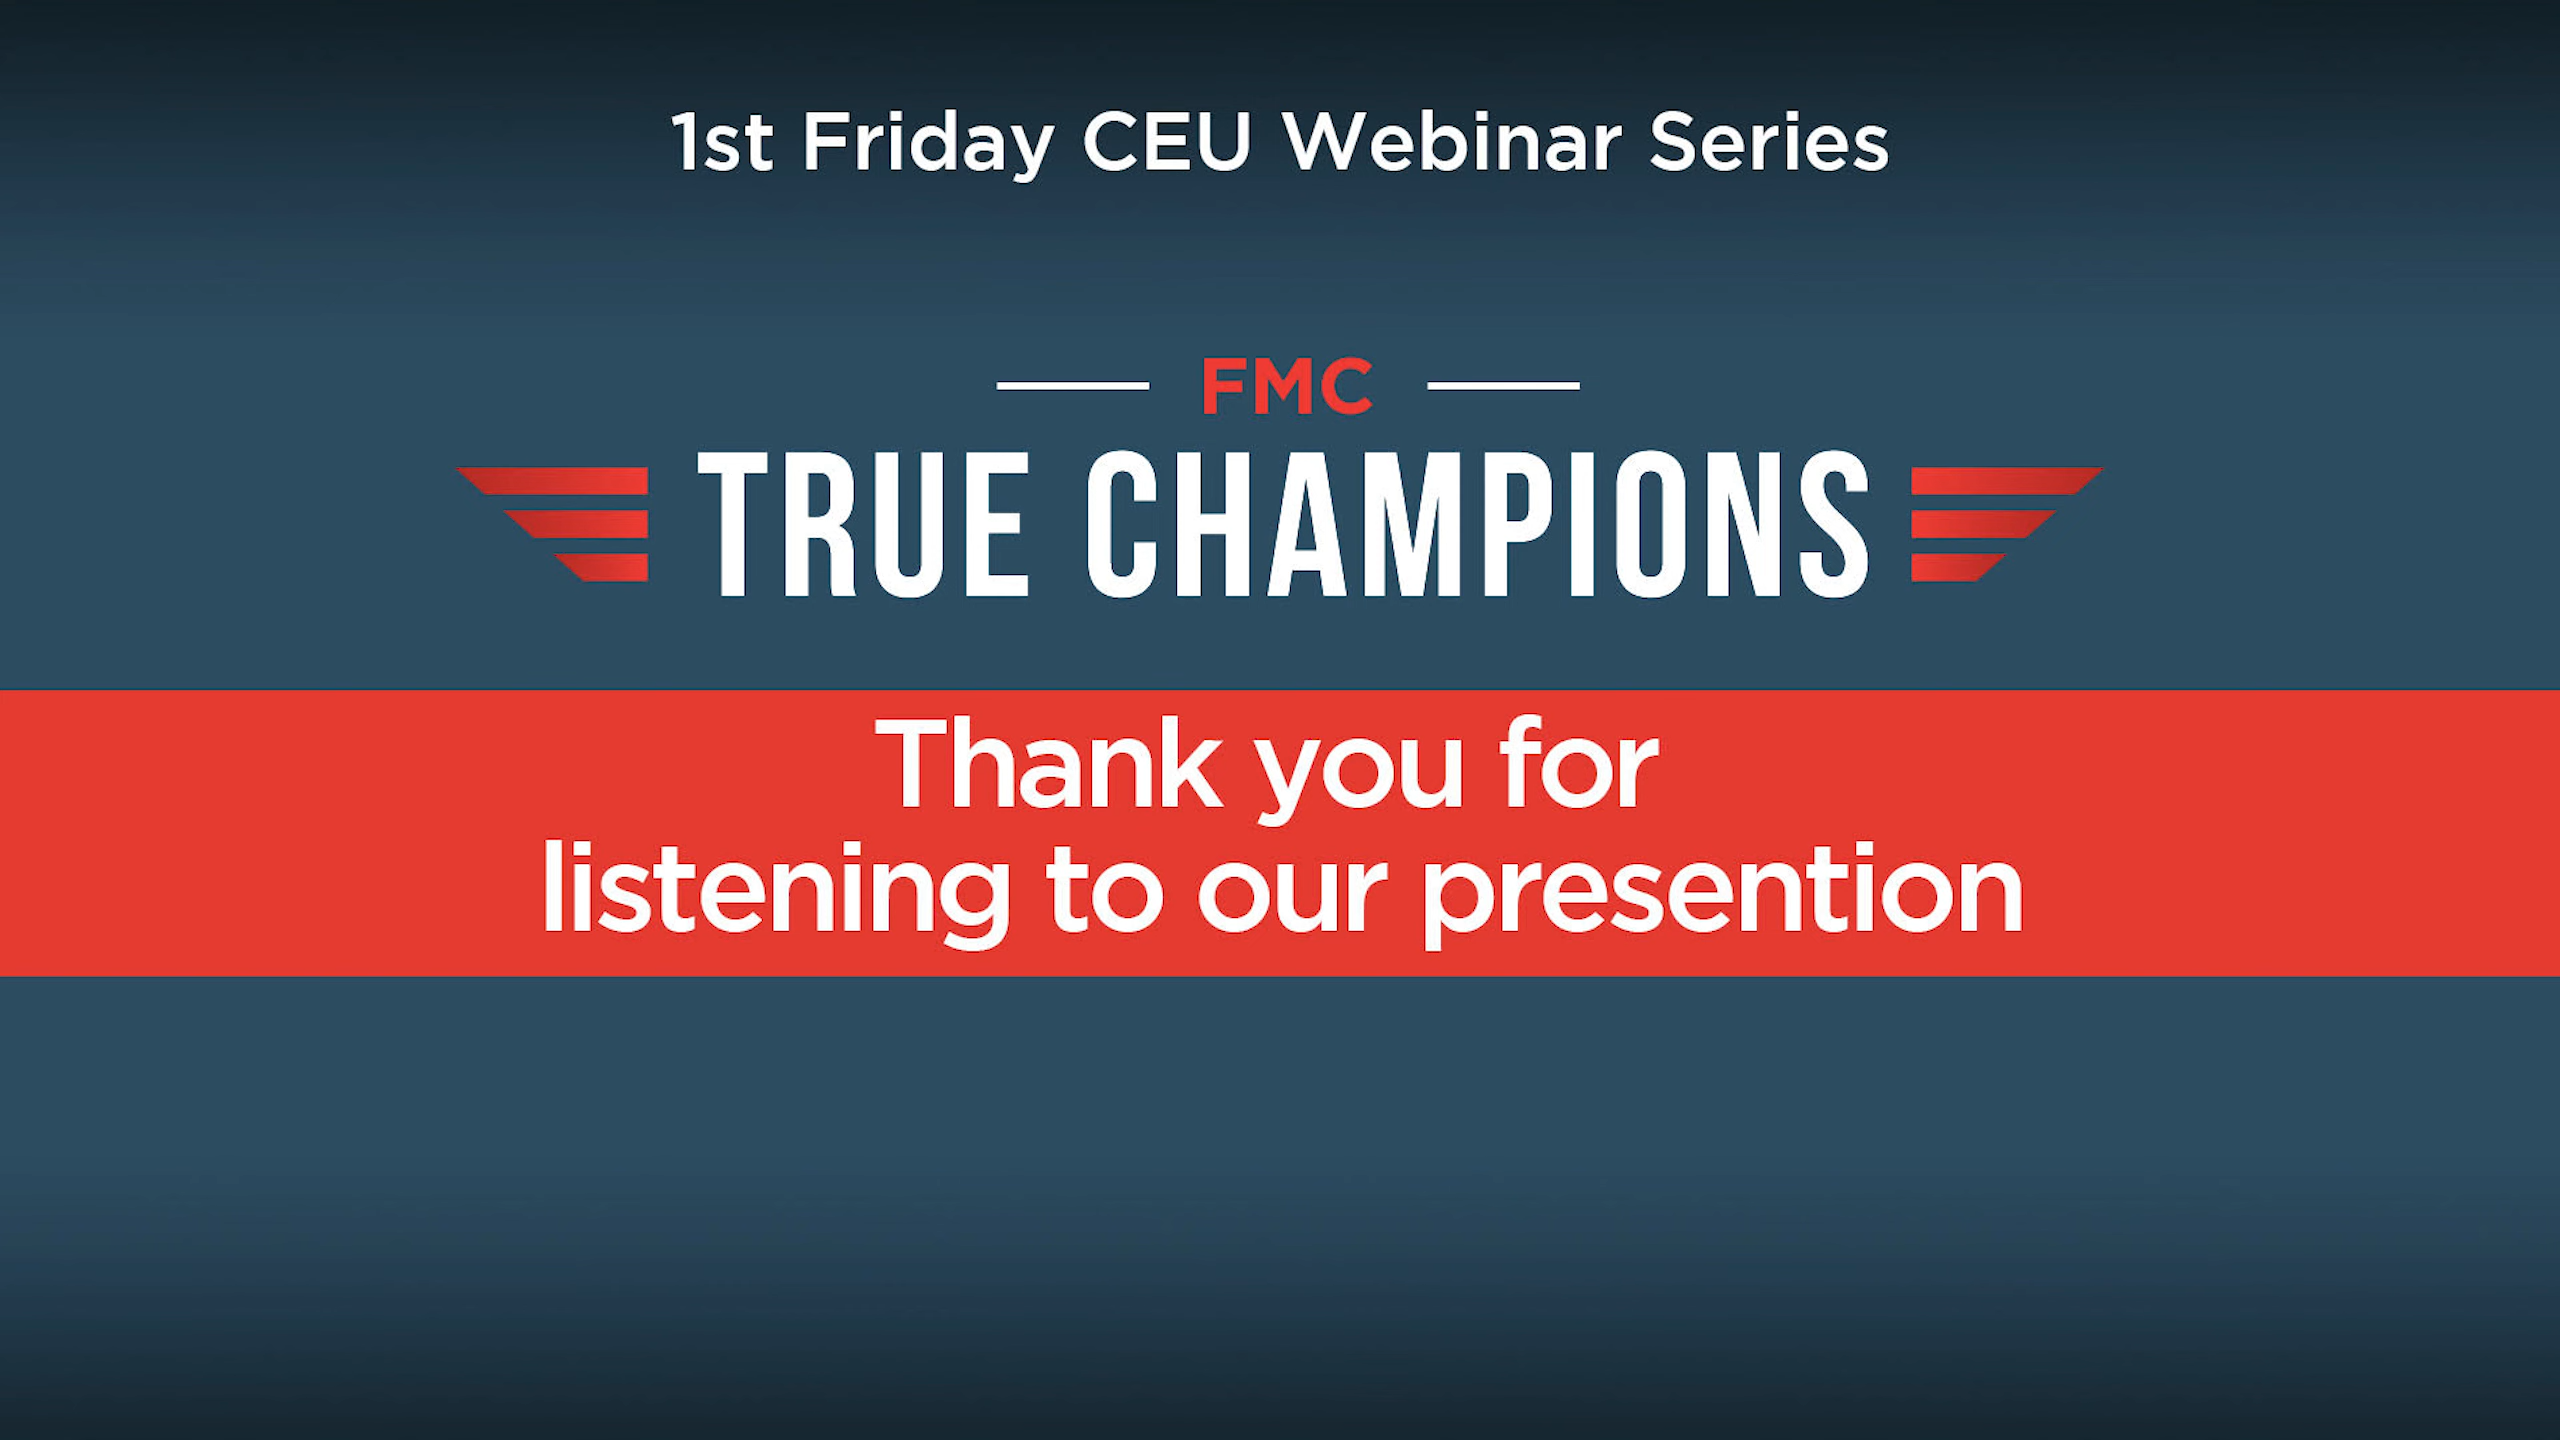 1st Friday CEU Webinar Series
FMC
TRUE CHAMPIONS
Thank you for
listening to our presention